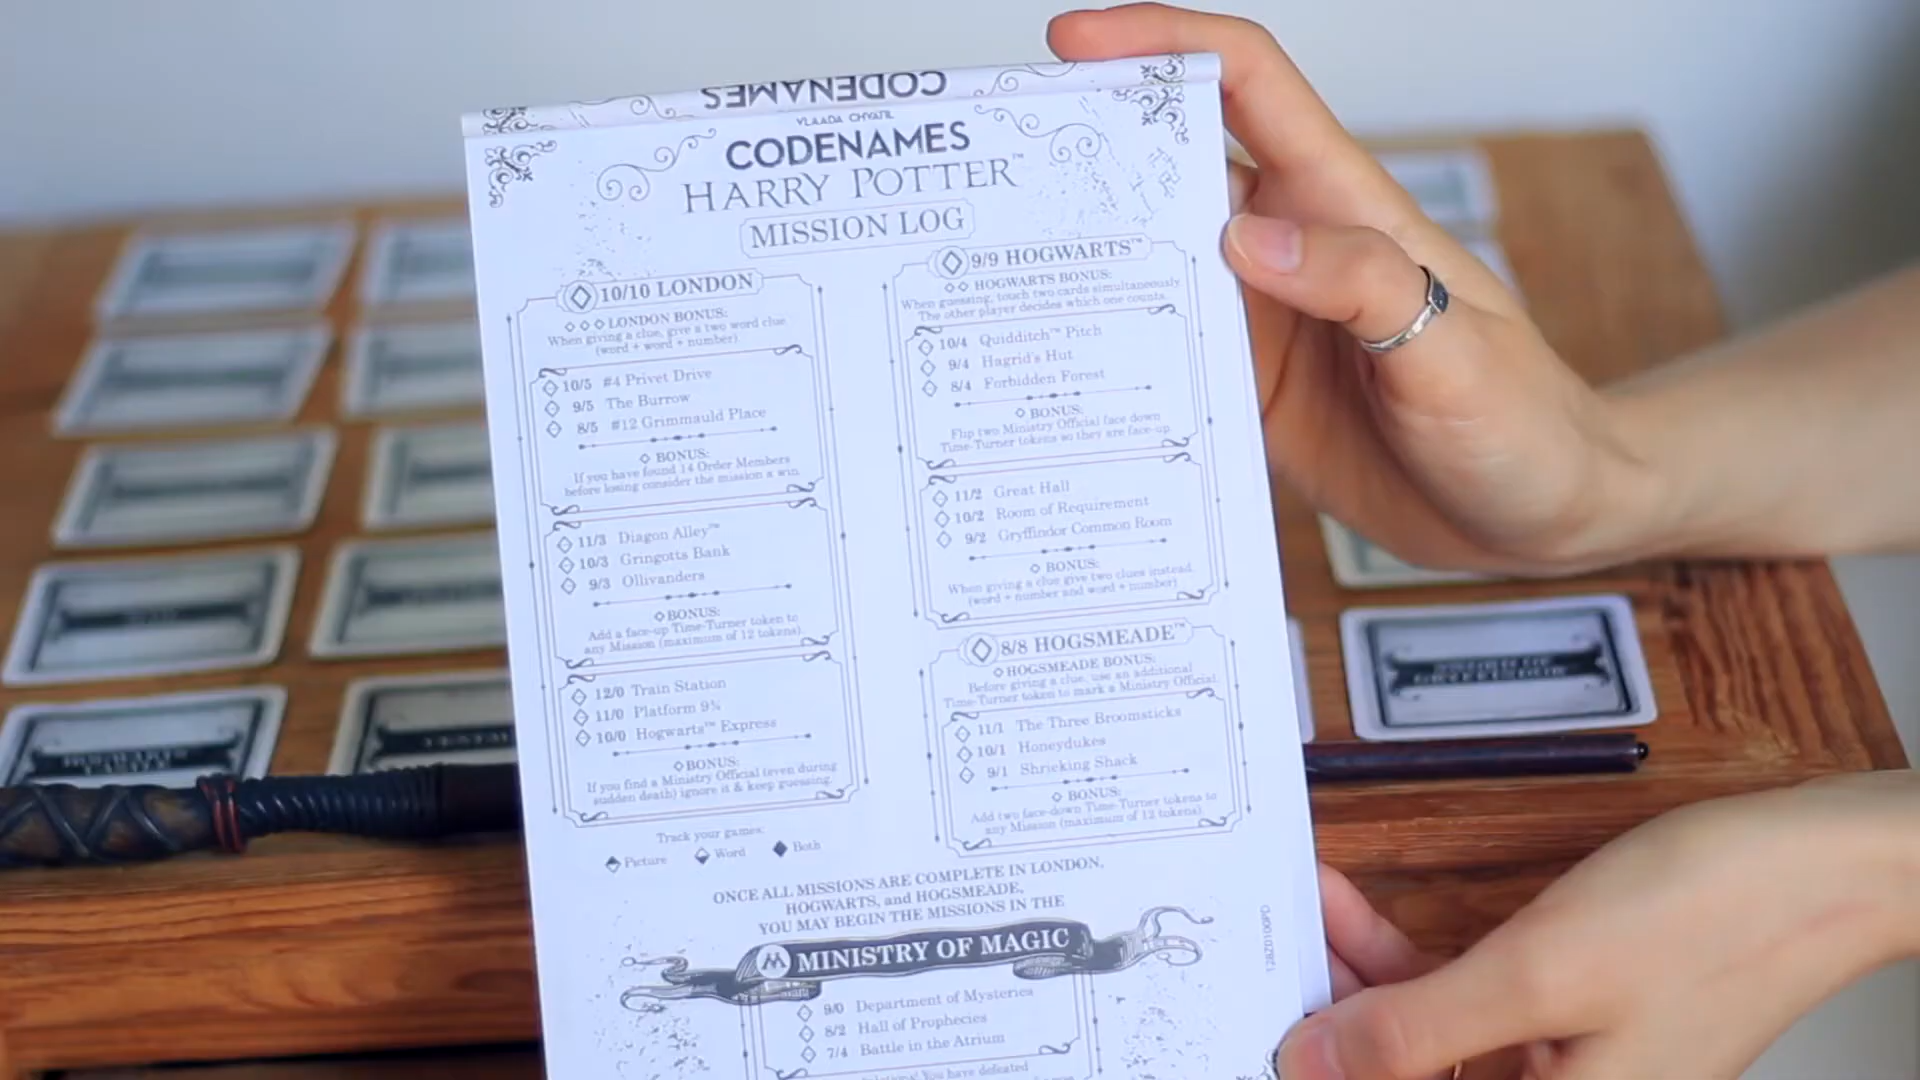 CODENAMES
VLAADA CHVÁTIL
CODENAMES
HARRY POTTER™
MISSION LOG
10/10 LONDON
◇◇◇ LONDON BONUS:
When giving a clue, give a two word clue.
(word + word + number).
10/5 #4 Privet Drive
9/5 The Burrow
8/5 #12 Grimmauld Place
◇ BONUS:
If you have found 14 Order Members
before losing consider the mission a win.
11/3 Diagon Alley™
10/3 Gringotts Bank
9/3 Ollivanders
◇ BONUS:
Add a face-up Time-Turner token to
any Mission (maximum of 12 tokens).
12/0 Train Station
11/0 Platform 9¾
10/0 Hogwarts™ Express
◇ BONUS:
If you find a Ministry Official (even during
sudden death) ignore it & keep guessing.
Track your games:
Picture Word Both
9/9 HOGWARTS™
◇◇ HOGWARTS BONUS:
When guessing, touch two cards simultaneously.
The other player decides which one counts.
10/4 Quidditch™ Pitch
9/4 Hagrid's Hut
8/4 Forbidden Forest
◇ BONUS:
Flip two Ministry Official face down
Time-Turner tokens so they are face-up.
11/2 Great Hall
10/2 Room of Requirement
9/2 Gryffindor Common Room
◇ BONUS:
When giving a clue give two clues instead.
(word + number and word + number)
8/8 HOGSMEADE™
◇ HOGSMEADE BONUS:
Before giving a clue, use an additional
Time-Turner token to mark a Ministry Official.
11/1 The Three Broomsticks
10/1 Honeydukes
9/1 Shrieking Shack
◇ BONUS:
Add two face-down Time-Turner tokens to
any Mission (maximum of 12 tokens).
ONCE ALL MISSIONS ARE COMPLETE IN LONDON,
HOGWARTS, and HOGSMEADE,
YOU MAY BEGIN THE MISSIONS IN THE
MINISTRY OF MAGIC
9/0 Department of Mysteries
8/2 Hall of Prophecies
7/4 Battle in the Atrium
You have defeated
128Z0100PD